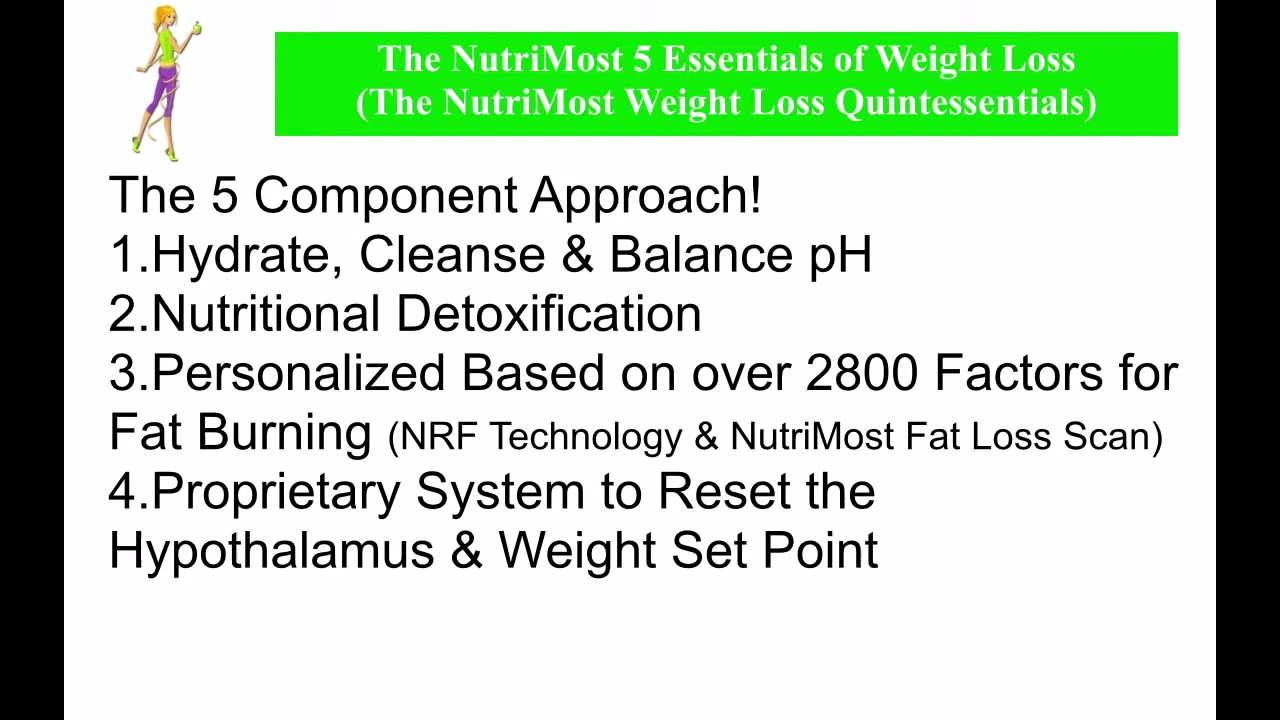 The NutriMost 5 Essentials of Weight Loss
(The NutriMost Weight Loss Quintessentials)
The 5 Component Approach!
1.Hydrate, Cleanse & Balance pH
2.Nutritional Detoxification
3.Personalized Based on over 2800 Factors for
Fat Burning (NRF Technology & NutriMost Fat Loss Scan)
4.Proprietary System to Reset the
Hypothalamus & Weight Set Point